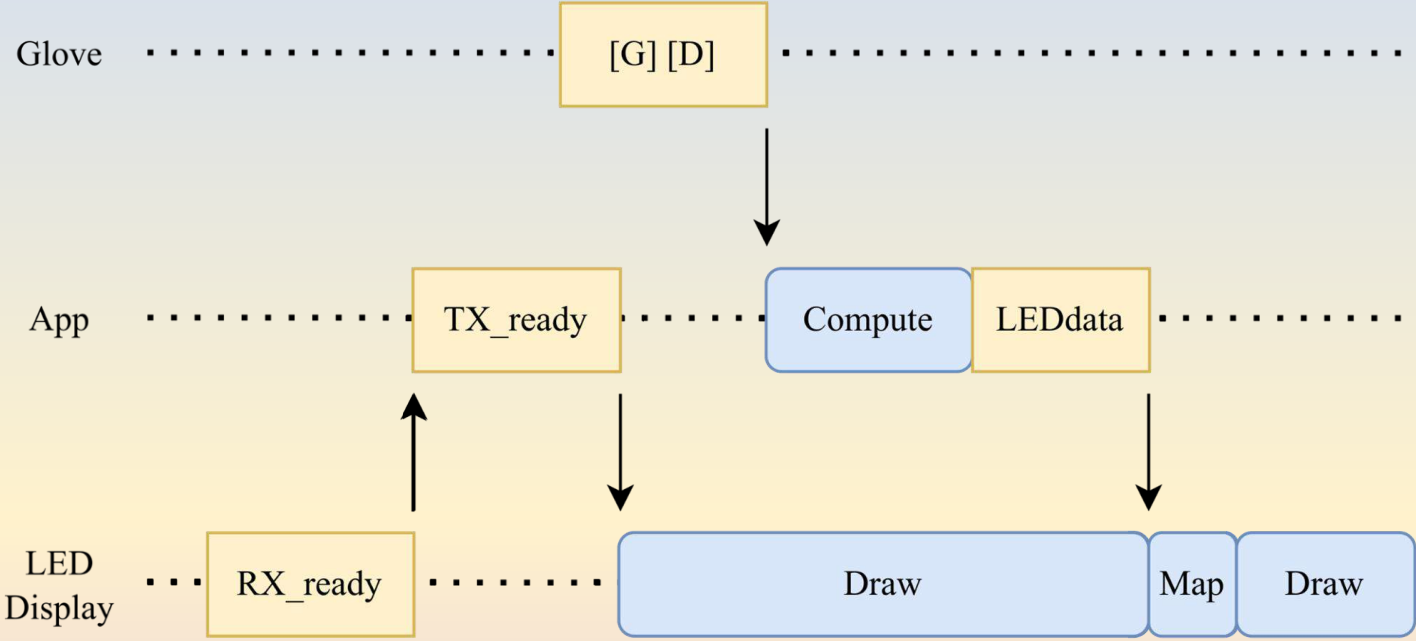 Glove
[G] [D]
App
TX_ready
Compute
LEDdata
LED
Display
RX_ready
Draw
Map
Draw